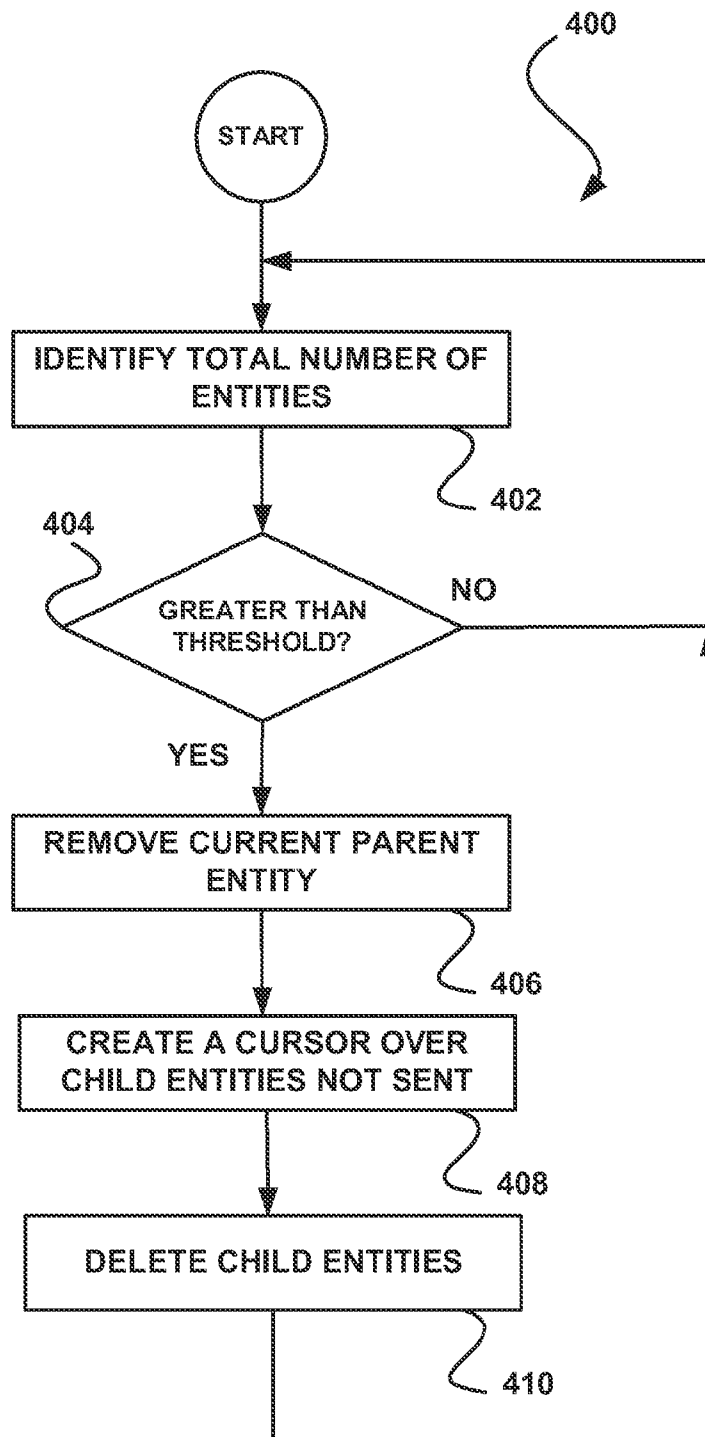 400
START
IDENTIFY TOTAL NUMBER OF
ENTITIES
402
404
GREATER THAN
THRESHOLD?
NO
YES
REMOVE CURRENT PARENT
ENTITY
406
CREATE A CURSOR OVER
CHILD ENTITIES NOT SENT
408
DELETE CHILD ENTITIES
410